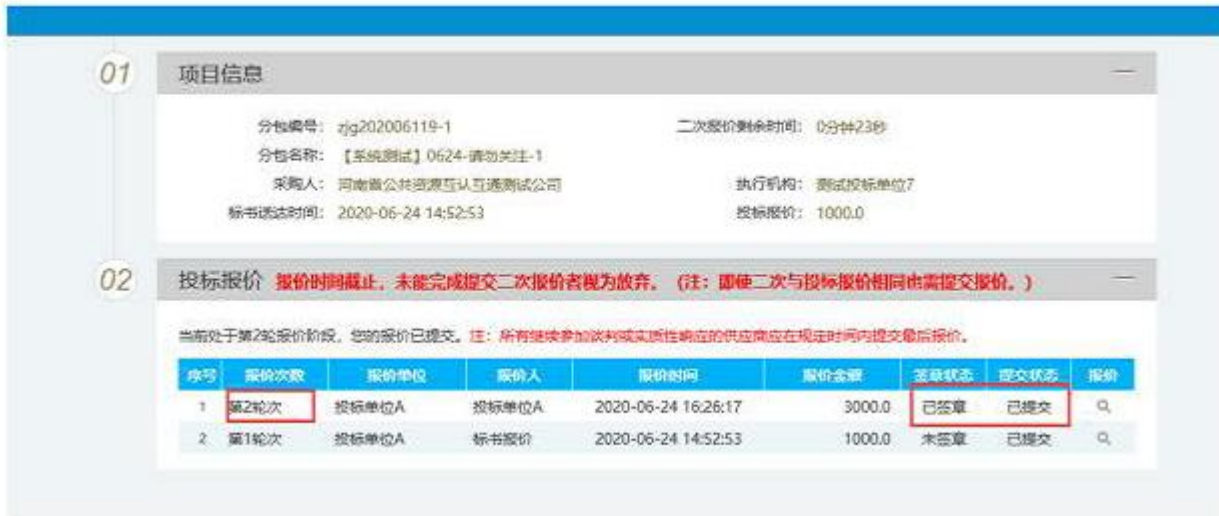 01 项目信息
分包编号: zjg202006119-1 二次报价剩余时间: 0分钟23秒
分包名称: 【系统测试】0624-请勿关注-1
采购人: 河南省公共资源互认互通测试公司 执行机构: 测试投标单位7
标书送达时间: 2020-06-24 14:52:53 投标报价: 1000.0
02 投标报价 报价时间截止，未能完成提交二次报价者视为放弃。（注：即使二次与投标报价相同也需提交报价。）
当前处于第2轮报价阶段，您的报价已提交。注：所有继续参加谈判或实质性响应的供应商应在规定时间内提交最后报价。
序号 报价次数 报价单位 报价人 报价时间 报价金额 签章状态 提交状态 报价
1 第2轮次 投标单位A 投标单位A 2020-06-24 16:26:17 3000.0 已签章 已提交
2 第1轮次 投标单位A 标书报价 2020-06-24 14:52:53 1000.0 未签章 已提交